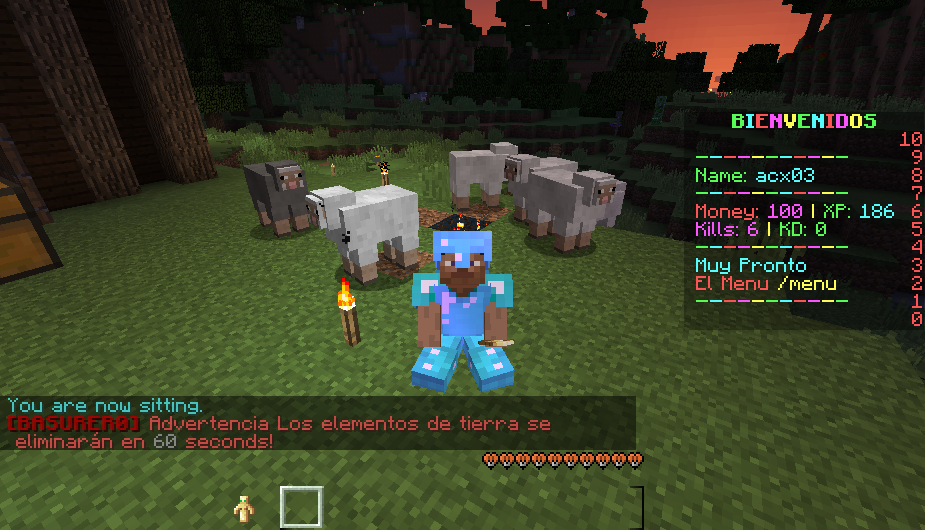 BIENVENIDOS
10
9
Name: acx03 8
7
Money: 100 | XP: 186 6
Kills: 6 | KD: 0 5
4
Muy Pronto 3
El Menu /menu 2
1
0
You are now sitting.
[BASURERO] Advertencia Los elementos de tierra se
eliminarán en 60 seconds!